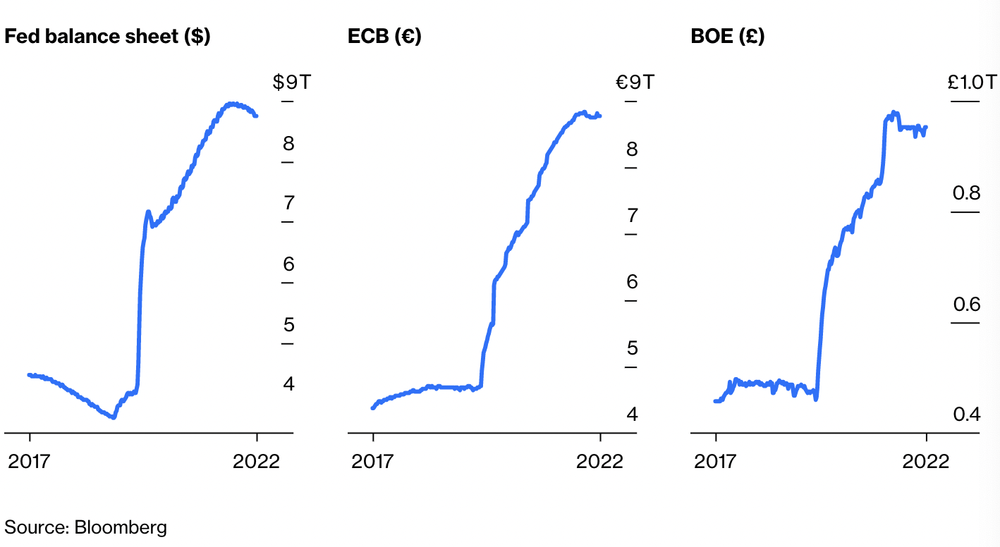 Fed balance sheet ($)
$9T
8
7
6
5
4
2017 2022
ECB (€)
€9T
8
7
6
5
4
2017 2022
BOE (£)
£1.0T
0.8
0.6
0.4
2017 2022
Source: Bloomberg